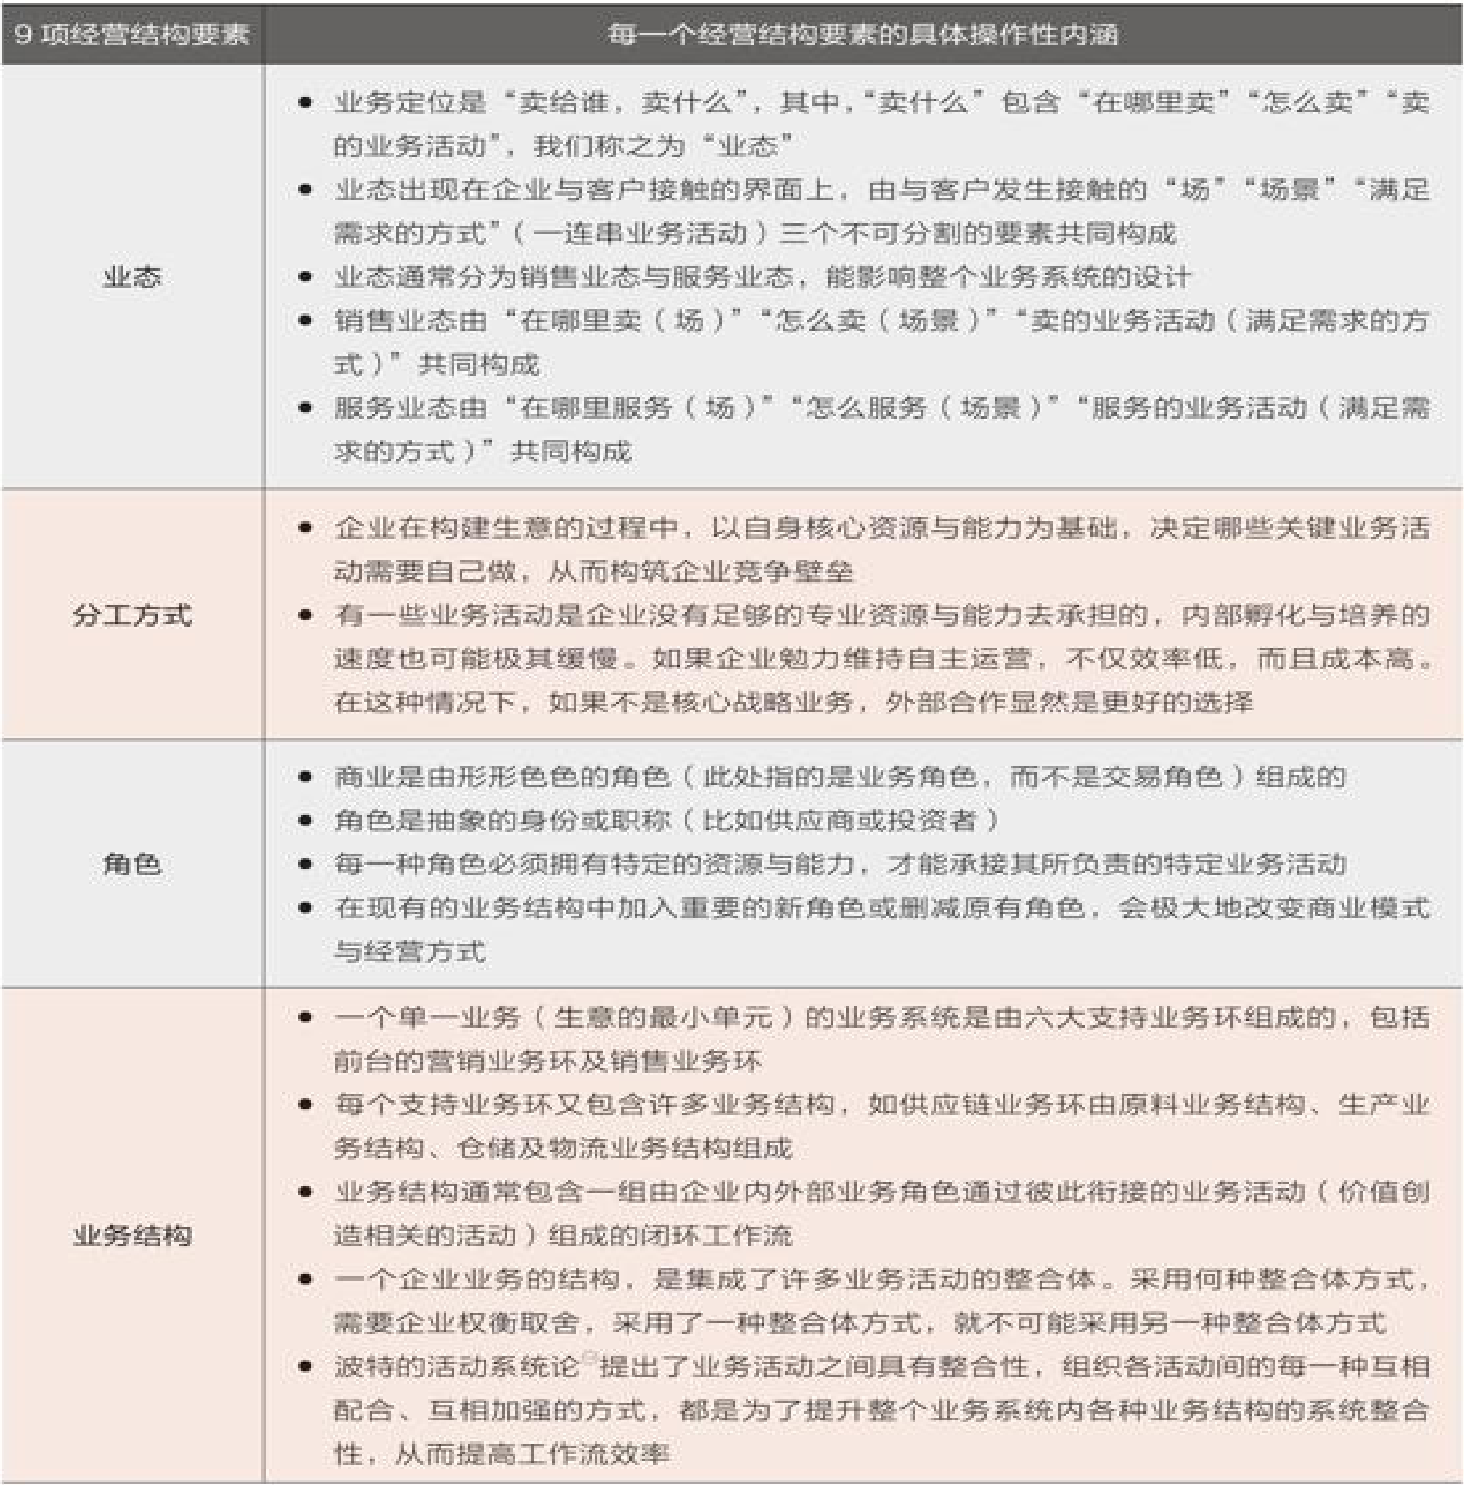 9 项经营结构要素
每一个经营结构要素的具体操作性内涵
业态
● 业务定位是“卖给谁，卖什么”，其中，“卖什么”包含“在哪里卖”“怎么卖”“卖
的业务活动”，我们称之为“业态”
● 业态出现在企业与客户接触的界面上，由与客户发生接触的“场”“场景”“满足
需求的方式”（一连串业务活动）三个不可分割的要素共同构成
● 业态通常分为销售业态与服务业态，能影响整个业务系统的设计
● 销售业态由“在哪里卖（场）”“怎么卖（场景）”“卖的业务活动（满足需求的方
式）”共同构成
● 服务业态由“在哪里服务（场）”“怎么服务（场景）”“服务的业务活动（满足需
求的方式）”共同构成
分工方式
● 企业在构建生意的过程中，以自身核心资源与能力为基础，决定哪些关键业务活
动需要自己做，从而构筑企业竞争壁垒
● 有一些业务活动是企业没有足够的专业资源与能力去承担的，内部孵化与培养的
速度也可能极其缓慢。如果企业勉力维持自主运营，不仅效率低，而且成本高。
在这种情况下，如果不是核心战略业务，外部合作显然是更好的选择
角色
● 商业是由形形色色的角色（此处指的是业务角色，而不是交易角色）组成的
● 角色是抽象的身份或职称（比如供应商或投资者）
● 每一种角色必须拥有特定的资源与能力，才能承接其所负责的特定业务活动
● 在现有的业务结构中加入重要的新角色或删减原有角色，会极大地改变商业模式
与经营方式
业务结构
● 一个单一业务（生意的最小单元）的业务系统是由六大支持业务环组成的，包括
前台的营销业务环及销售业务环
● 每个支持业务环又包含许多业务结构，如供应链业务环由原料业务结构、生产业
务结构、仓储及物流业务结构组成
● 业务结构通常包含一组由企业内外部业务角色通过彼此衔接的业务活动（价值创
造相关的活动）组成的闭环工作流
● 一个企业业务的结构，是集成了许多业务活动的整合体。采用何种整合体方式，
需要企业权衡取舍，采用了一种整合体方式，就不可能采用另一种整合体方式
● 波特的活动系统论提出了业务活动之间具有整合性，组织各活动间的每一种互相
配合、互相加强的方式，都是为了提升整个业务系统内各种业务结构的系统整合
性，从而提高工作流效率